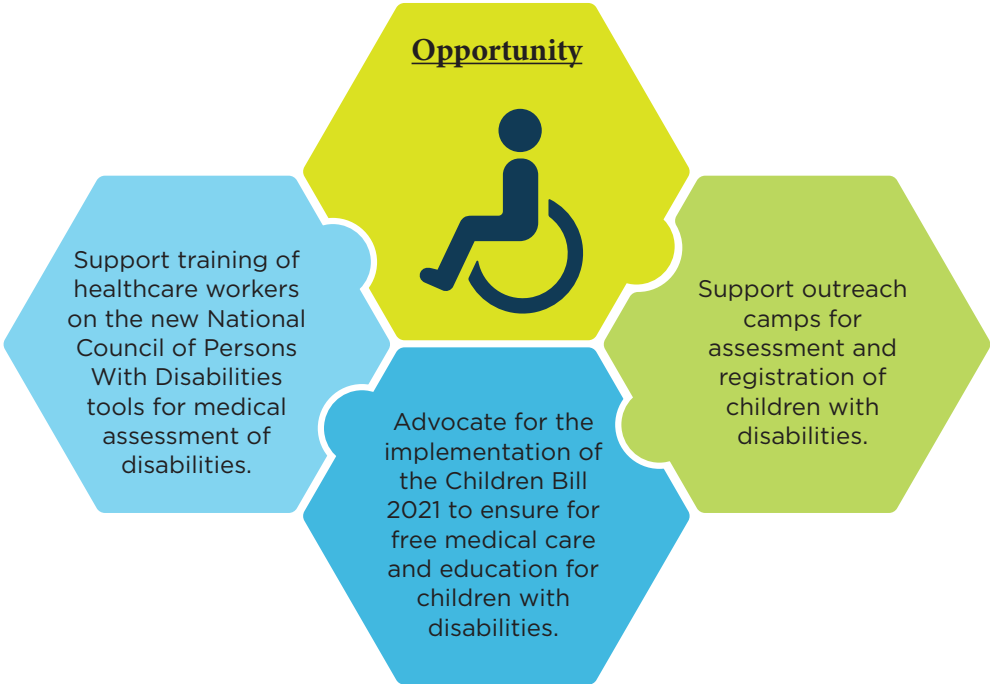 Opportunity
Support training of
healthcare workers
on the new National
Council of Persons
With Disabilities
tools for medical
assessment of
disabilities.
Advocate for the
implementation of
the Children Bill
2021 to ensure for
free medical care
and education for
children with
disabilities.
Support outreach
camps for
assessment and
registration of
children with
disabilities.